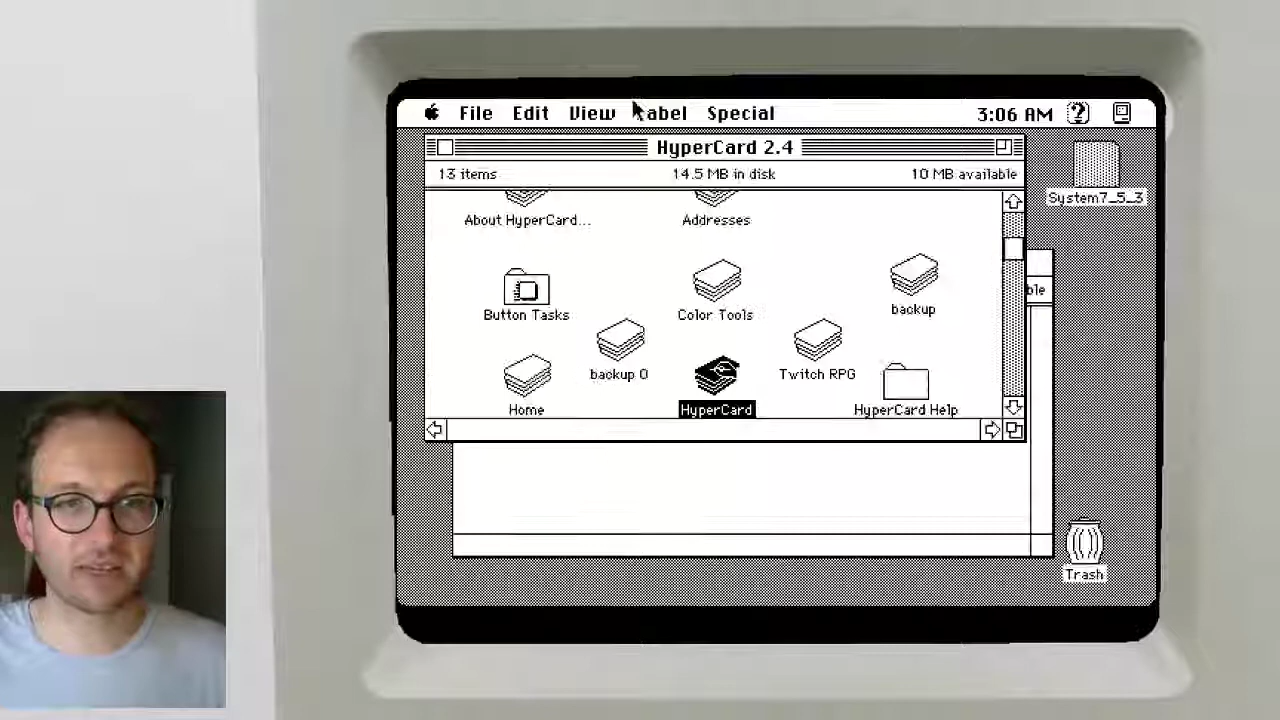 File Edit View Label Special 3:06 AM
HyperCard 2.4
13 items 14.5 MB in disk 10 MB available
System7_5_3
About HyperCard... Addresses
ble
Button Tasks Color Tools backup
backup 0 Twitch RPG
Home HyperCard HyperCard Help
Trash